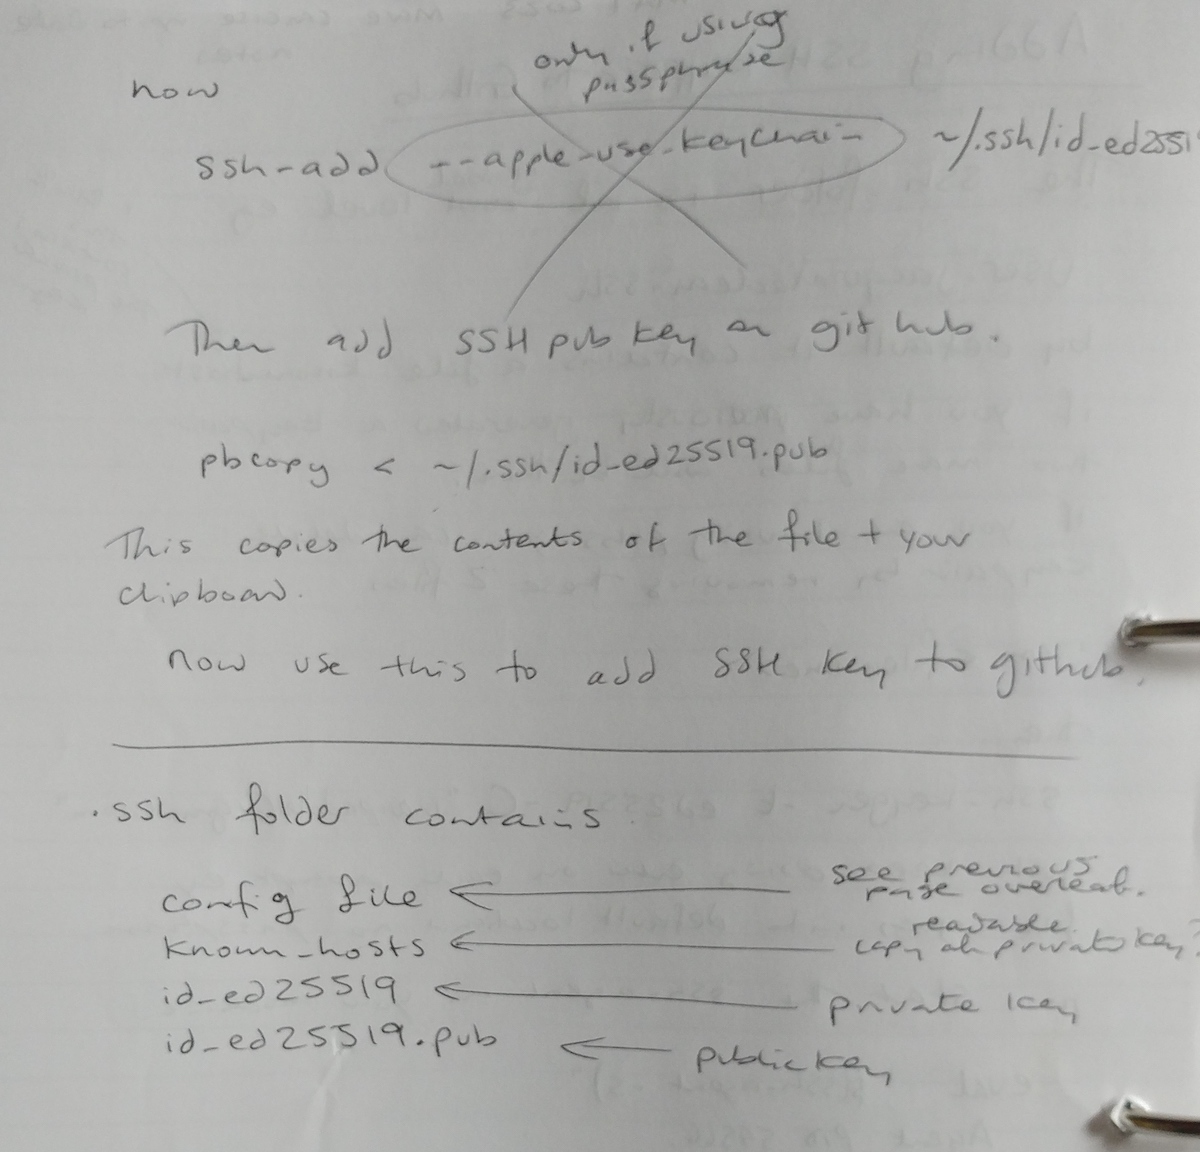 only if using
passphrase
now
ssh-add --apple-use-keychain ~/.ssh/id_ed2551
Then add SSH pub key on github.
pbcopy < ~/.ssh/id_ed25519.pub
This copies the contents of the file + your
clipboard.
now use this to add SSH key to github.
.ssh folder contains
config file ← see previous
page overleaf.
known_hosts ← readable
copy of private key?
id_ed25519 ← private key
id_ed25519.pub ← public key